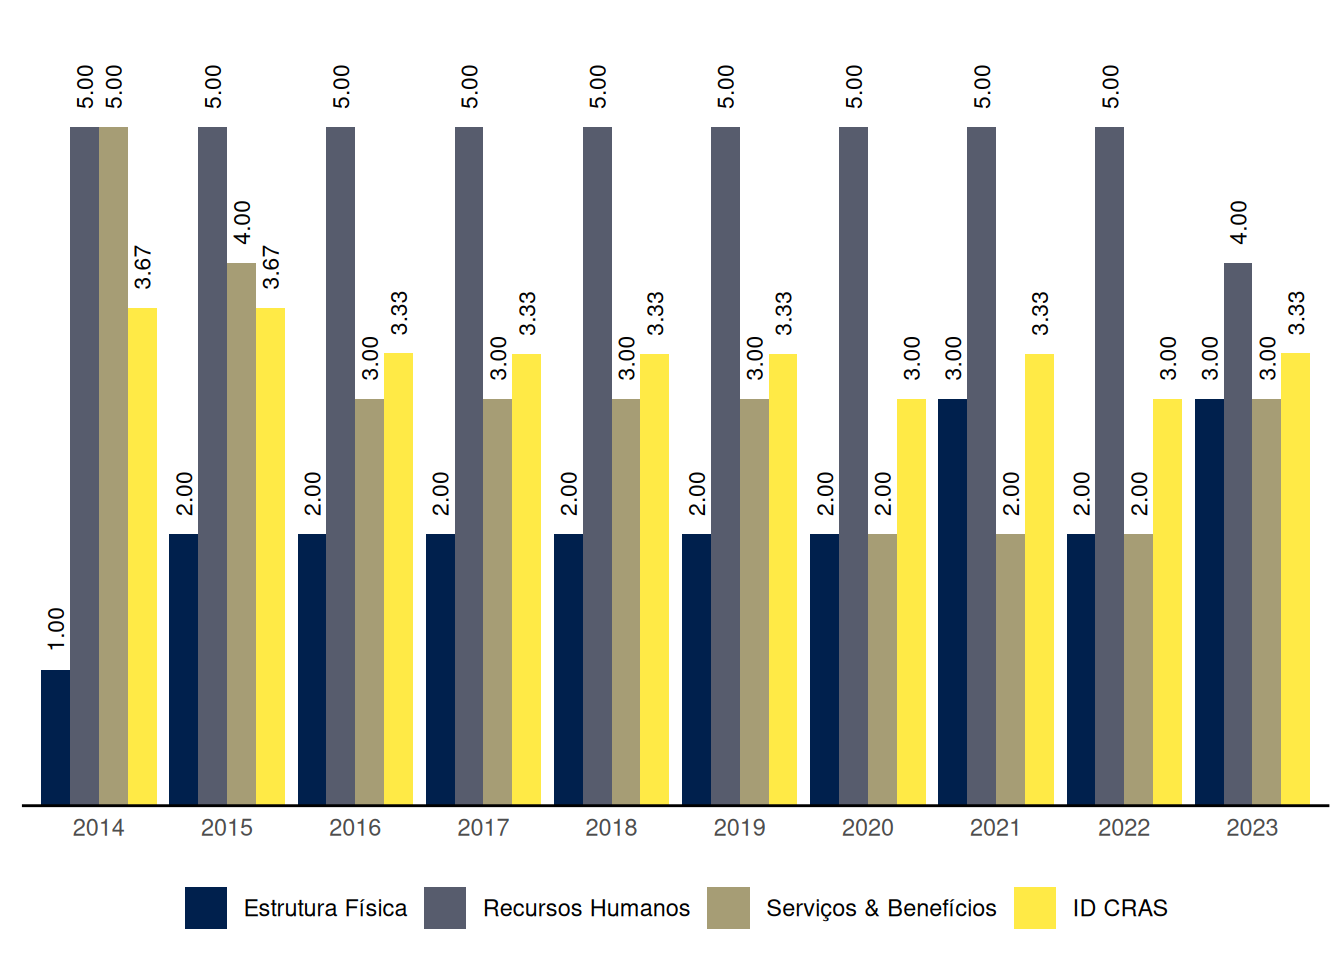 5.00 5.00 5.00 5.00 5.00 5.00 5.00 5.00 5.00 5.00
4.00 4.00
3.67 3.67
3.33 3.33 3.33 3.33 3.33 3.33
3.00 3.00 3.00 3.00 3.00 3.00 3.00 3.00 3.00
2.00 2.00 2.00 2.00 2.00 2.00 2.00 2.00 2.00 2.00
1.00
2014 2015 2016 2017 2018 2019 2020 2021 2022 2023
Estrutura Física Recursos Humanos Serviços & Benefícios ID CRAS